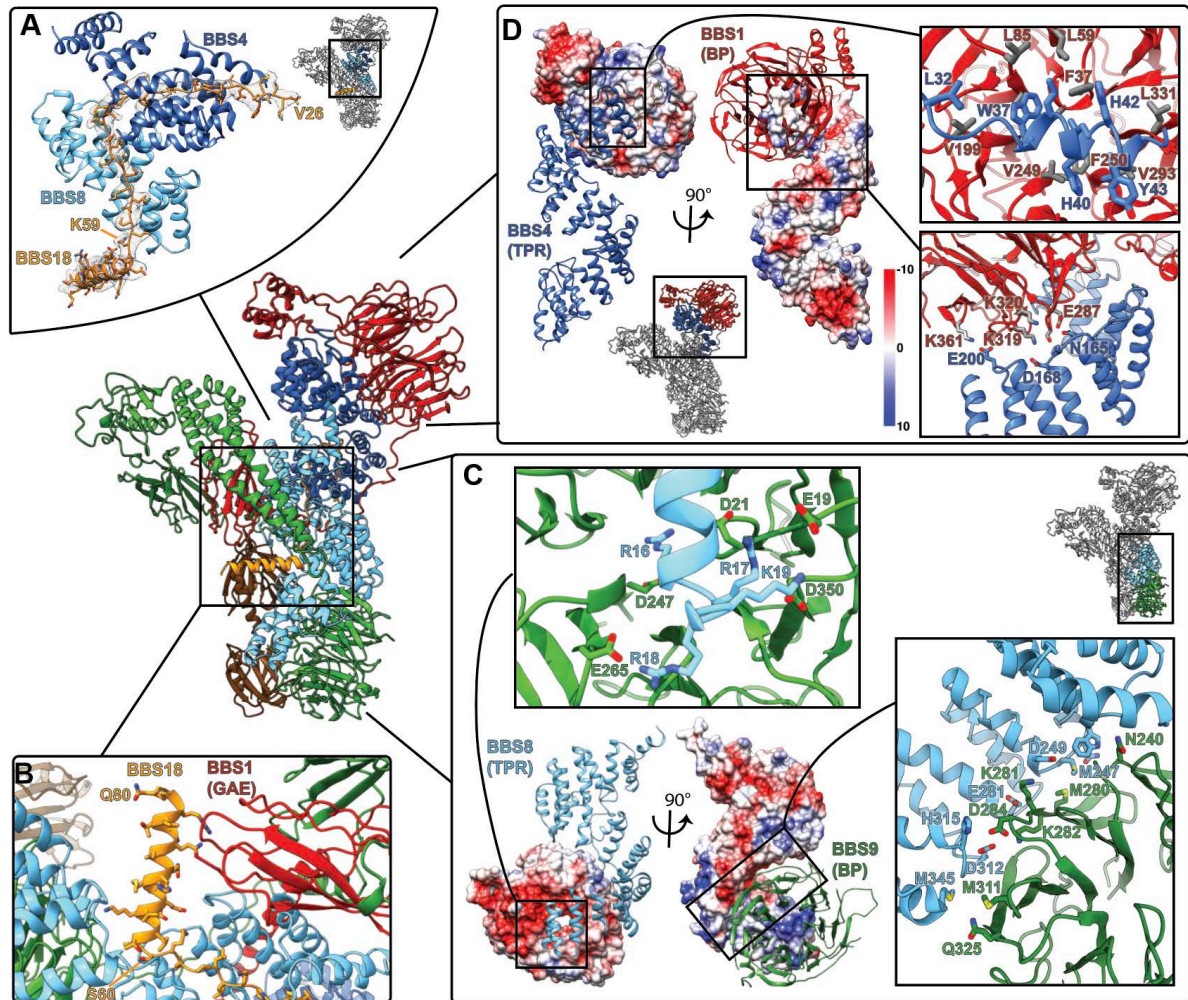 A
BBS4
V26
BBS8
K59
BBS18
D
BBS1
(BP)
BBS4
(TPR)
90°
-10
0
10
L85
L59
L32
F37
L331
W37
H42
V199
F250
V249
V293
Y43
H40
K320
E287
K361
K319
N165
E200
D168
C
D21
E19
R16
R17
K19
D247
D350
E265
R18
BBS8
(TPR)
90°
BBS9
(BP)
D249
N240
K281
M247
E281
M280
D284
H315
K282
D312
M345
M311
Q325
B
BBS18
BBS1
(GAE)
Q80
S60